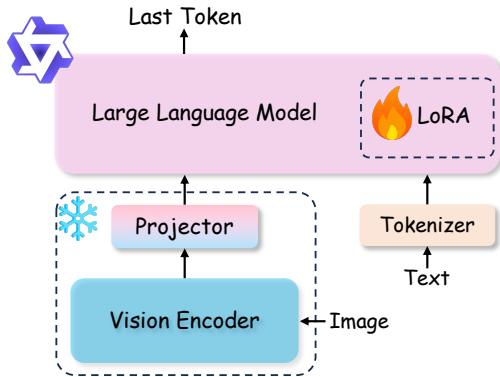 Last Token
Large Language Model
LoRA
Projector
Tokenizer
Text
Vision Encoder
Image